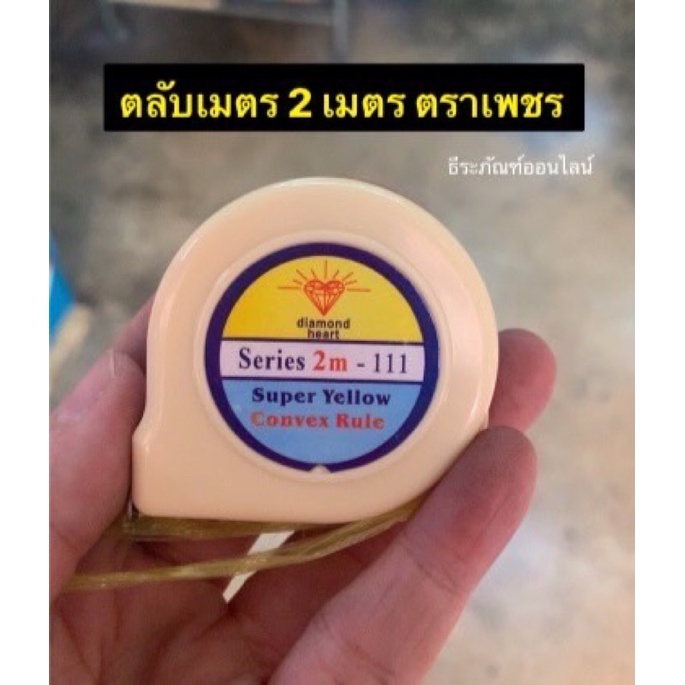 ตลับเมตร 2 เมตร ตราเพชร
ธีระภัณฑ์ออนไลน์
diamond
heart
Series 2m - 111
Super Yellow
Convex Rule